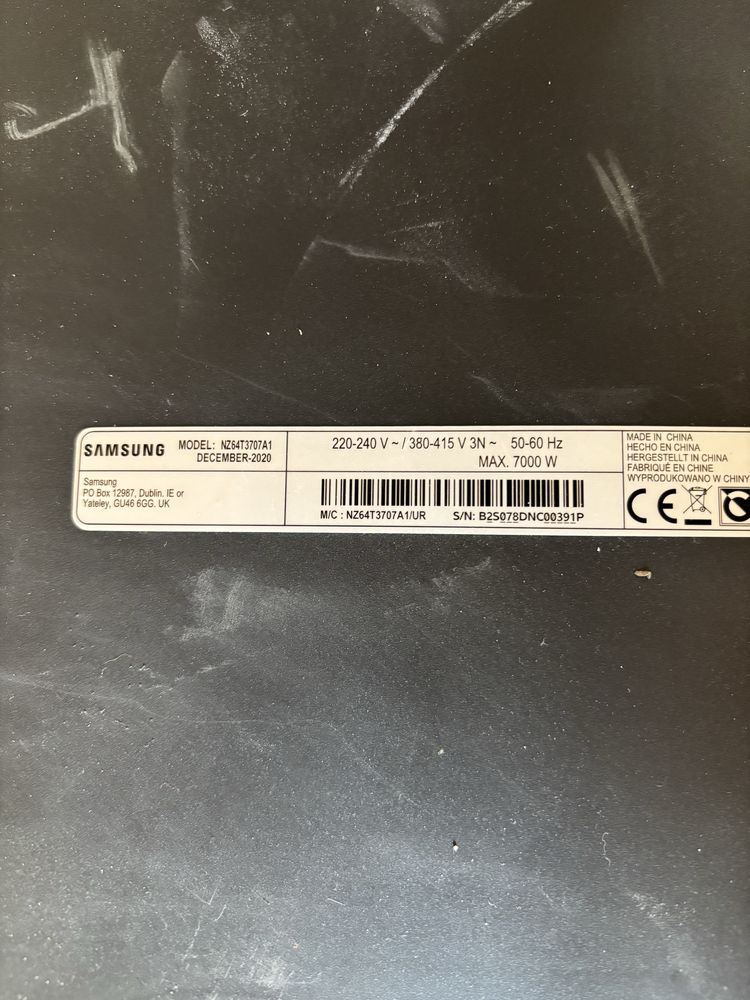 SAMSUNG MODEL: NZ64T3707A1
DECEMBER-2020
Samsung
PO Box 12987, Dublin. IE or
Yateley, GU46 6GG. UK
220-240 V ~ / 380-415 V 3N ~ 50-60 Hz
MAX. 7000 W
M/C : NZ64T3707A1/UR S/N: B2S078DNC00391P
MADE IN CHINA
HECHO EN CHINA
HERGESTELLT IN CHINA
FABRIQUÉ EN CHINE
WYPRODUKOWANO W CHINY
CE